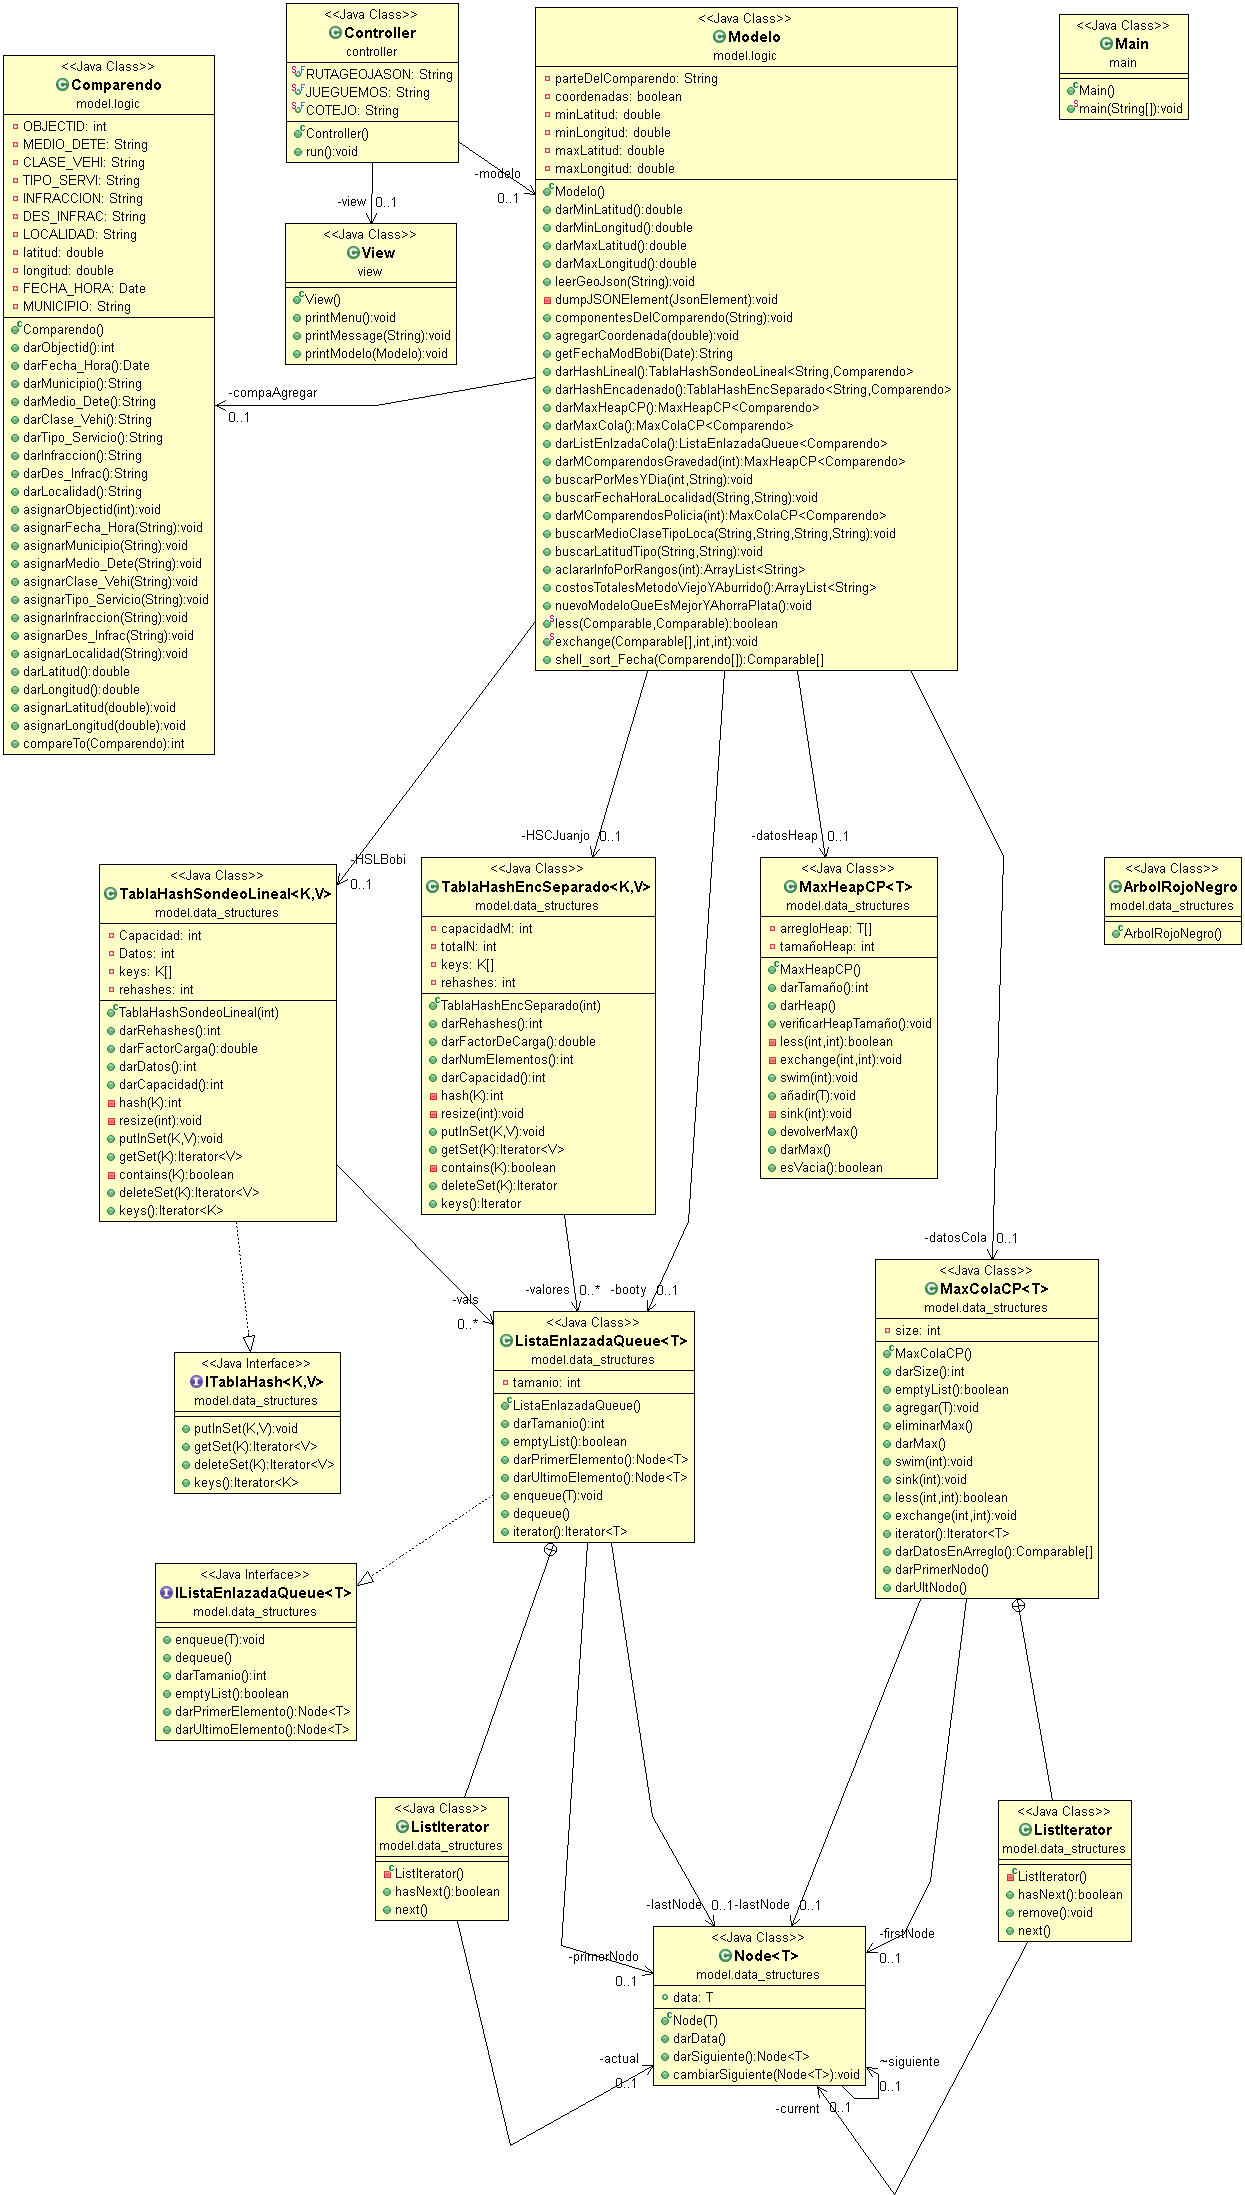 <<Java Class>>
Comparendo
model.logic
OBJECTID: int
MEDIO_DETE: String
CLASE_VEHI: String
TIPO_SERVI: String
INFRACCION: String
DES_INFRAC: String
LOCALIDAD: String
latitud: double
longitud: double
FECHA_HORA: Date
MUNICIPIO: String
Comparendo()
darObjectid():int
darFecha_Hora():Date
darMunicipio():String
darMedio_Dete():String
darClase_Vehi():String
darTipo_Servicio():String
darInfraccion():String
darDes_Infrac():String
darLocalidad():String
asignarObjectid(int):void
asignarFecha_Hora(String):void
asignarMunicipio(String):void
asignarMedio_Dete(String):void
asignarClase_Vehi(String):void
asignarTipo_Servicio(String):void
asignarInfraccion(String):void
asignarDes_Infrac(String):void
asignarLocalidad(String):void
darLatitud():double
darLongitud():double
asignarLatitud(double):void
asignarLongitud(double):void
compareTo(Comparendo):int
<<Java Class>>
Controller
controller
RUTAGEOJASON: String
JUEGUEMOS: String
COTEJO: String
Controller()
run():void
-view
0..1
-modelo
0..1
<<Java Class>>
View
view
View()
printMenu():void
printMessage(String):void
printModelo(Modelo):void
-compaAgregar
0..1
<<Java Class>>
Modelo
model.logic
parteDelComparendo: String
coordenadas: boolean
minLatitud: double
minLongitud: double
maxLatitud: double
maxLongitud: double
Modelo()
darMinLatitud():double
darMinLongitud():double
darMaxLatitud():double
darMaxLongitud():double
leerGeoJson(String):void
dumpJSONElement(JsonElement):void
componentesDelComparendo(String):void
agregarCoordenada(double):void
getFechaModBobi(Date):String
darHashLineal():TablaHashSondeoLineal<String,Comparendo>
darHashEncadenado():TablaHashEncSeparado<String,Comparendo>
darMaxHeapCP():MaxHeapCP<Comparendo>
darMaxCola():MaxColaCP<Comparendo>
darListEnlzadaCola():ListaEnlazadaQueue<Comparendo>
darMComparendosGravedad(int):MaxHeapCP<Comparendo>
buscarPorMesYDia(int,String):void
buscarFechaHoraLocalidad(String,String):void
darMComparendosPolicia(int):MaxColaCP<Comparendo>
buscarMedioClaseTipoLoca(String,String,String,String):void
buscarLatitudTipo(String,String):void
aclararInfoPorRangos(int):ArrayList<String>
costosTotalesMetodoViejoYAburrido():ArrayList<String>
nuevoModeloQueEsMejorYAhorraPlata():void
less(Comparable,Comparable):boolean
exchange(Comparable[],int,int):void
shell_sort_Fecha(Comparendo[]):Comparable[]
<<Java Class>>
Main
main
Main()
main(String[]):void
-HSLBobi
0..1
-HSCJuanjo
0..1
-datosHeap
0..1
<<Java Class>>
TablaHashSondeoLineal<K,V>
model.data_structures
Capacidad: int
Datos: int
keys: K[]
rehashes: int
TablaHashSondeoLineal(int)
darRehashes():int
darFactorCarga():double
darDatos():int
darCapacidad():int
hash(K):int
resize(int):void
putInSet(K,V):void
getSet(K):Iterator<V>
contains(K):boolean
deleteSet(K):Iterator<V>
keys():Iterator<K>
<<Java Class>>
TablaHashEncSeparado<K,V>
model.data_structures
capacidadM: int
totalN: int
keys: K[]
rehashes: int
TablaHashEncSeparado(int)
darRehashes():int
darFactorDeCarga():double
darNumElementos():int
darCapacidad():int
hash(K):int
resize(int):void
putInSet(K,V):void
getSet(K):Iterator<V>
contains(K):boolean
deleteSet(K):Iterator
keys():Iterator
<<Java Class>>
MaxHeapCP<T>
model.data_structures
arregloHeap: T[]
tamañoHeap: int
MaxHeapCP()
darTamaño():int
darHeap()
verificarHeapTamaño():void
less(int,int):boolean
exchange(int,int):void
swim(int):void
añadir(T):void
sink(int):void
devolverMax()
darMax()
esVacia():boolean
<<Java Class>>
ArbolRojoNegro
model.data_structures
ArbolRojoNegro()
-vals
0..*
-valores
0..*
-booty
0..1
-datosCola
0..1
<<Java Interface>>
ITablaHash<K,V>
model.data_structures
putInSet(K,V):void
getSet(K):Iterator<V>
deleteSet(K):Iterator<V>
keys():Iterator<K>
<<Java Class>>
ListaEnlazadaQueue<T>
model.data_structures
tamanio: int
ListaEnlazadaQueue()
darTamanio():int
emptyList():boolean
darPrimerElemento():Node<T>
darUltimoElemento():Node<T>
enqueue(T):void
dequeue()
iterator():Iterator<T>
<<Java Class>>
MaxColaCP<T>
model.data_structures
size: int
MaxColaCP()
darSize():int
emptyList():boolean
agregar(T):void
eliminarMax()
darMax()
swim(int):void
sink(int):void
less(int,int):boolean
exchange(int,int):void
iterator():Iterator<T>
darDatosEnArreglo():Comparable[]
darPrimerNodo()
darUltNodo()
<<Java Interface>>
IListaEnlazadaQueue<T>
model.data_structures
enqueue(T):void
dequeue()
darTamanio():int
emptyList():boolean
darPrimerElemento():Node<T>
darUltimoElemento():Node<T>
<<Java Class>>
ListIterator
model.data_structures
ListIterator()
hasNext():boolean
next()
<<Java Class>>
ListIterator
model.data_structures
ListIterator()
hasNext():boolean
remove():void
next()
-lastNode
0..1
-lastNode
0..1
-primerNodo
0..1
-firstNode
0..1
<<Java Class>>
Node<T>
model.data_structures
data: T
Node(T)
darData()
darSiguiente():Node<T>
cambiarSiguiente(Node<T>):void
-actual
0..1
~siguiente
0..1
-current
0..1